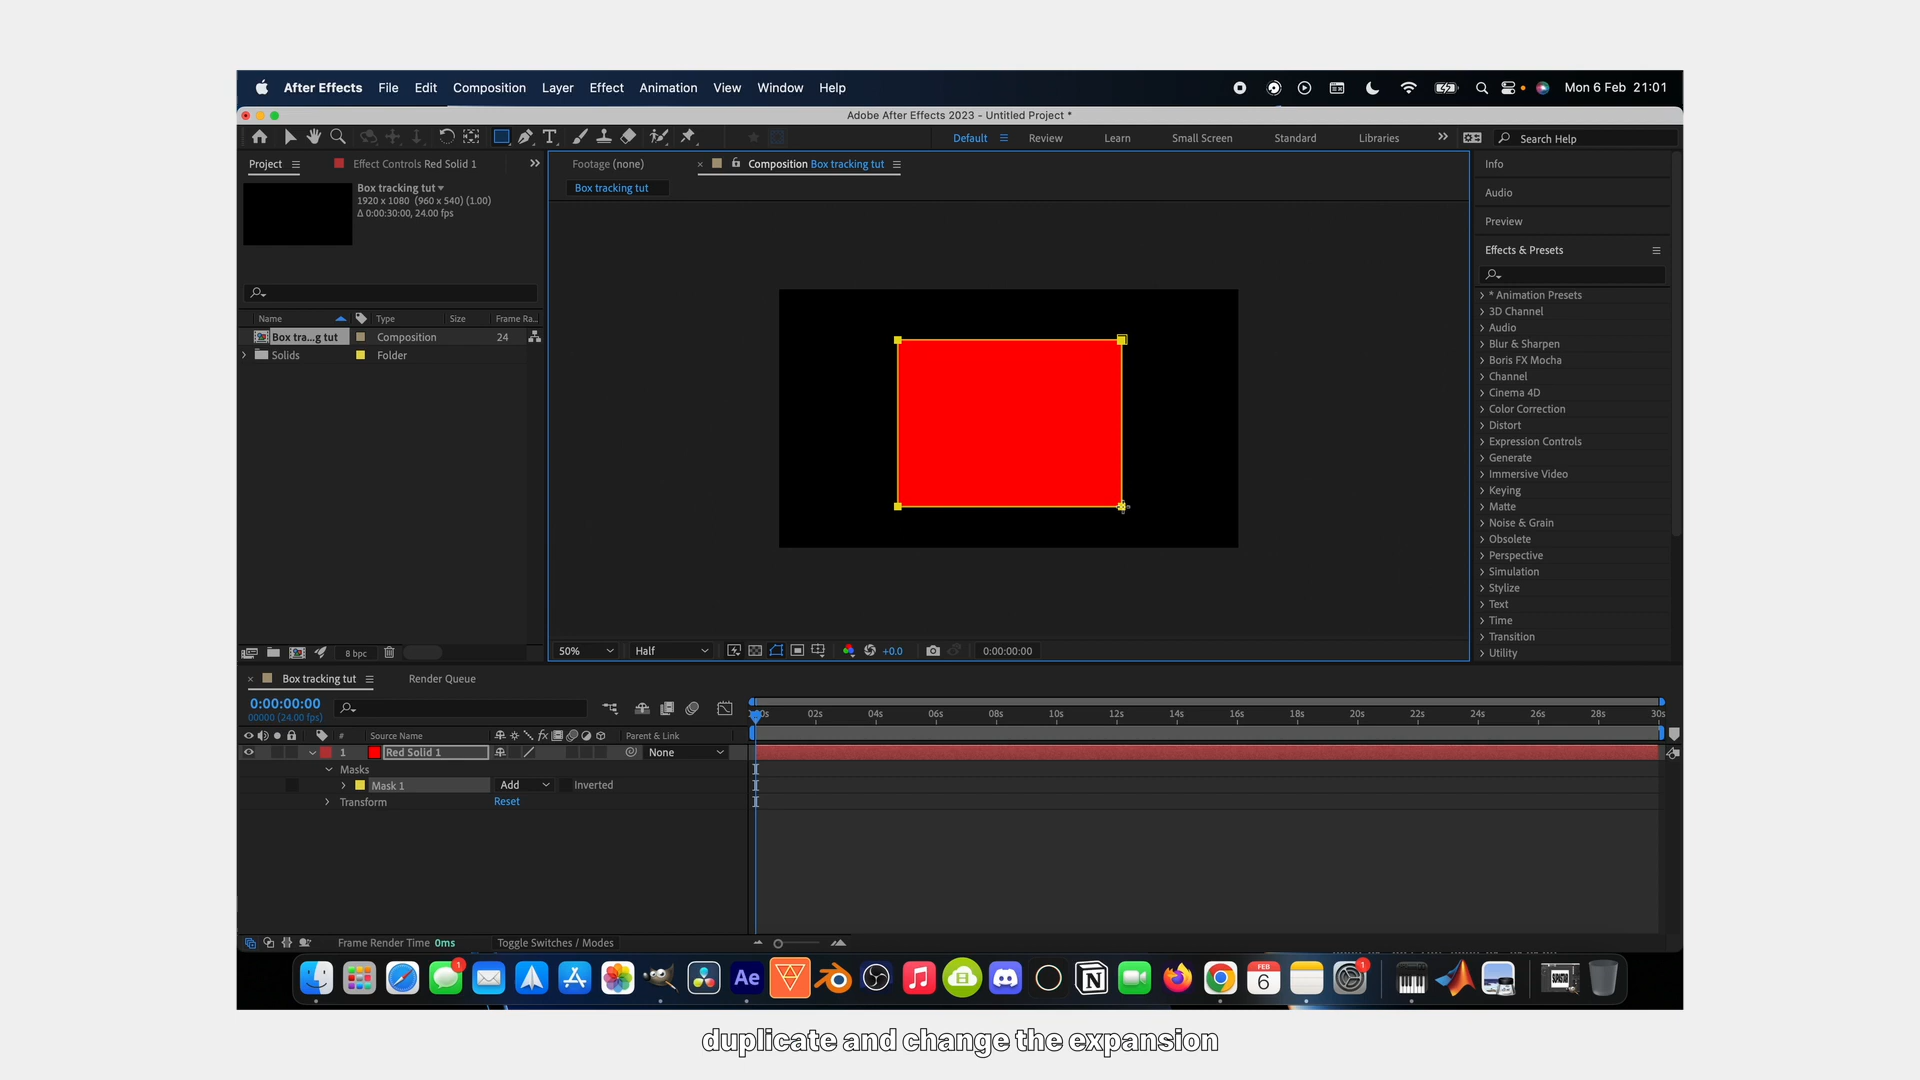 After Effects File Edit Composition Layer Effect Animation View Window Help Mon 6 Feb 21:01
Adobe After Effects 2023 - Untitled Project *
Default Review Learn Small Screen Standard Libraries Search Help
Project Effect Controls Red Solid 1
Footage (none) Composition Box tracking tut
Box tracking tut
Box tracking tut
1920 x 1080 (960 x 540) (1.00)
Δ 0:00:30:00, 24.00 fps
Name Type Size Frame Ra...
Box tra...g tut Composition 24
Solids Folder
8 bpc
50% Half +0.0 0:00:00:00
Info
Audio
Preview
Effects & Presets
* Animation Presets
3D Channel
Audio
Blur & Sharpen
Boris FX Mocha
Channel
Cinema 4D
Color Correction
Distort
Expression Controls
Generate
Immersive Video
Keying
Matte
Noise & Grain
Obsolete
Perspective
Simulation
Stylize
Text
Time
Transition
Utility
Box tracking tut Render Queue
0:00:00:00
00000 (24.00 fps)
02s 04s 06s 08s 10s 12s 14s 16s 18s 20s 22s 24s 26s 28s 30s
# Source Name fx Parent & Link
1 Red Solid 1 None
Masks
Mask 1 Add Inverted
Transform Reset
Frame Render Time 0ms Toggle Switches / Modes
1 Ae FEB 6 1
duplicate and change the expansion